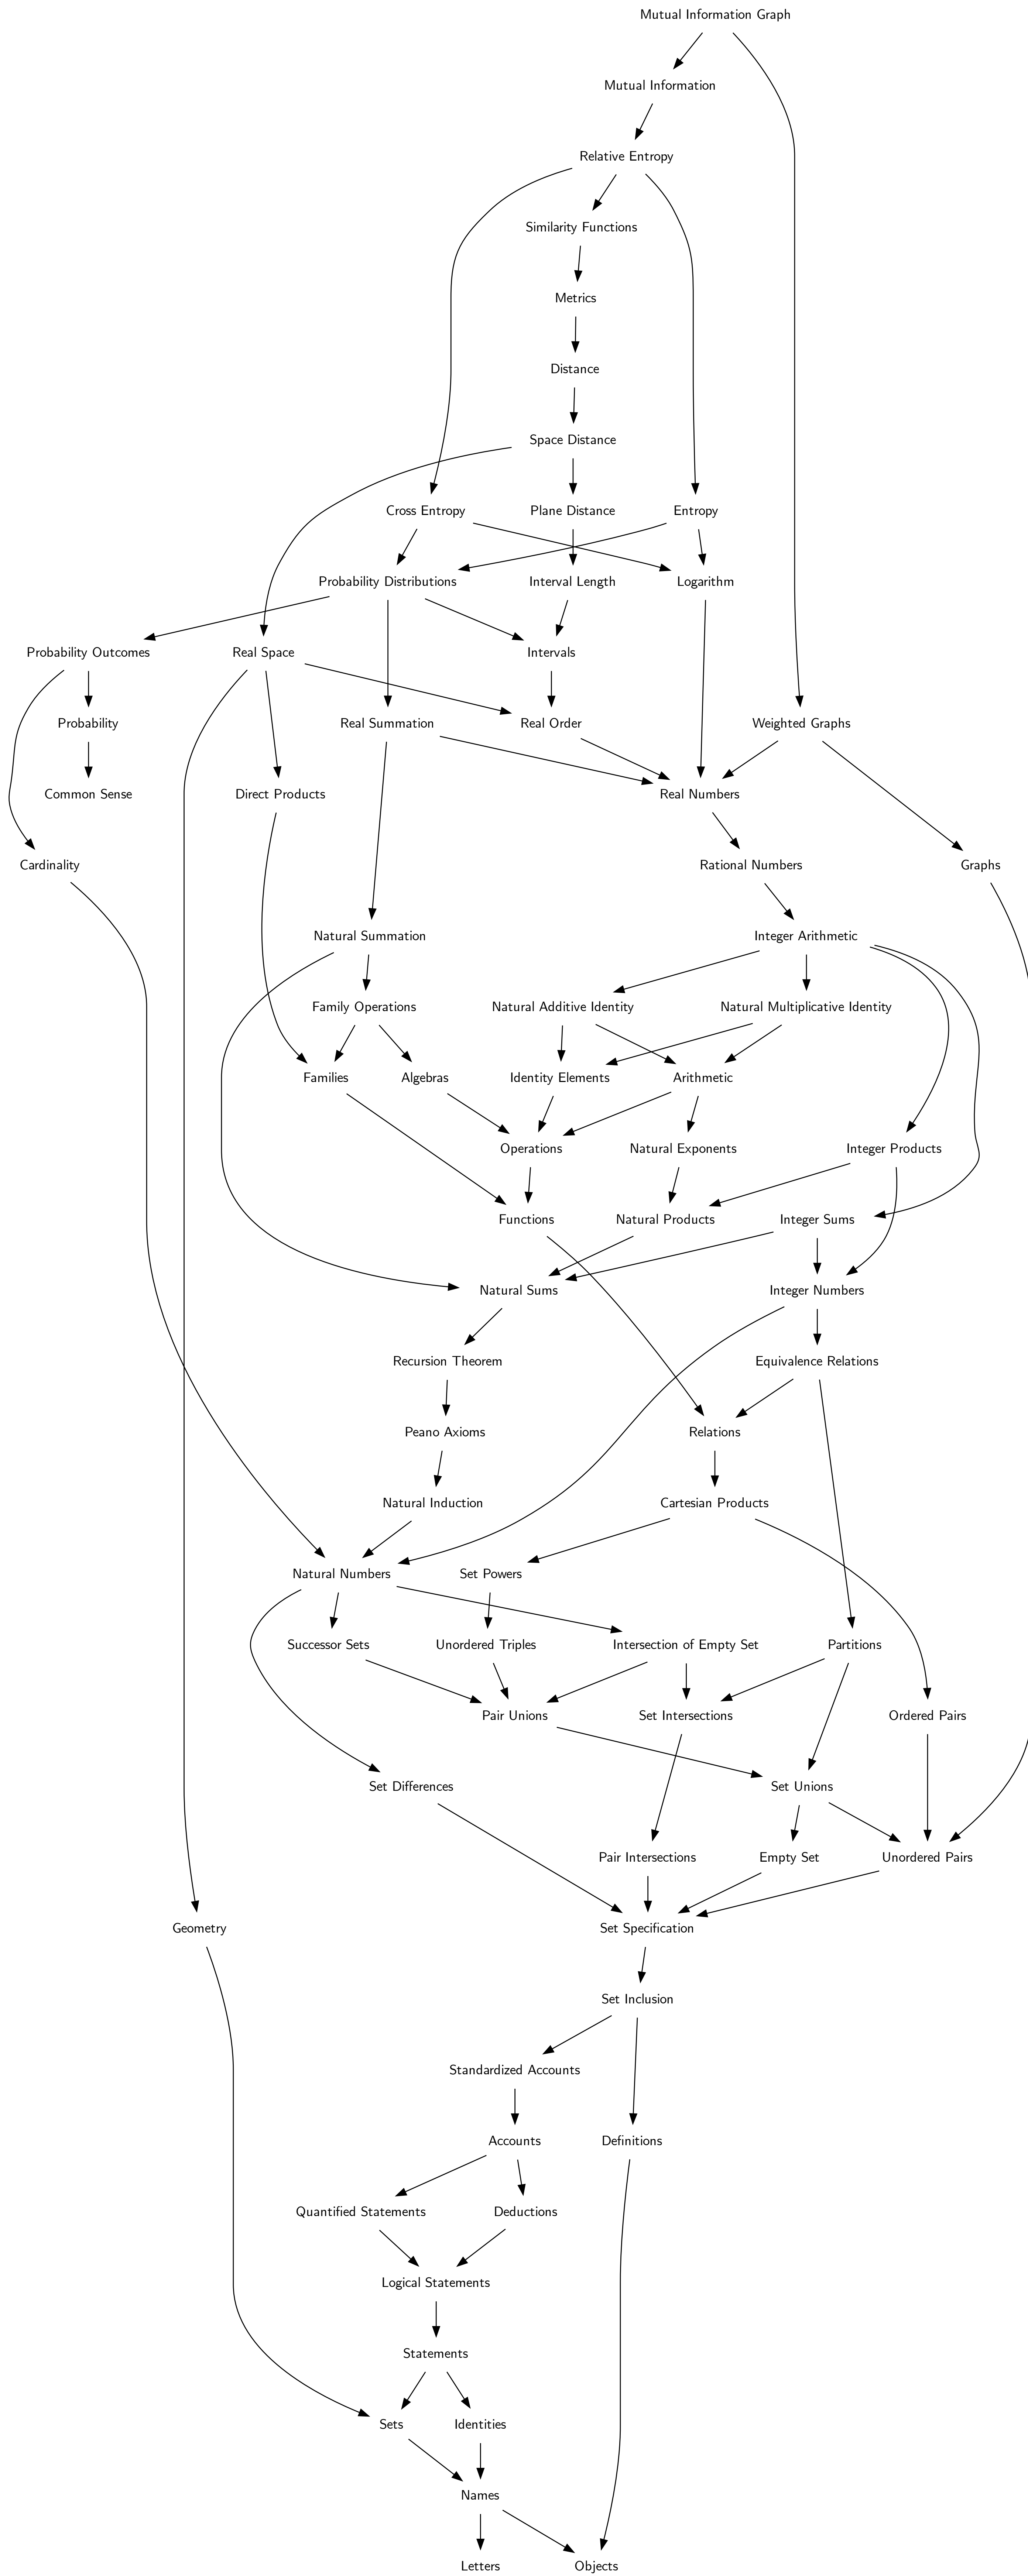 Mutual Information Graph
Mutual Information
Relative Entropy
Similarity Functions
Metrics
Distance
Space Distance
Cross Entropy
Plane Distance
Entropy
Probability Distributions
Interval Length
Logarithm
Probability Outcomes
Real Space
Intervals
Probability
Real Summation
Real Order
Weighted Graphs
Common Sense
Direct Products
Real Numbers
Cardinality
Rational Numbers
Graphs
Natural Summation
Integer Arithmetic
Family Operations
Natural Additive Identity
Natural Multiplicative Identity
Families
Algebras
Identity Elements
Arithmetic
Operations
Natural Exponents
Integer Products
Functions
Natural Products
Integer Sums
Natural Sums
Integer Numbers
Recursion Theorem
Equivalence Relations
Peano Axioms
Relations
Natural Induction
Cartesian Products
Natural Numbers
Set Powers
Successor Sets
Unordered Triples
Intersection of Empty Set
Partitions
Pair Unions
Set Intersections
Ordered Pairs
Set Differences
Set Unions
Pair Intersections
Empty Set
Unordered Pairs
Geometry
Set Specification
Set Inclusion
Standardized Accounts
Accounts
Definitions
Quantified Statements
Deductions
Logical Statements
Statements
Sets
Identities
Names
Letters
Objects